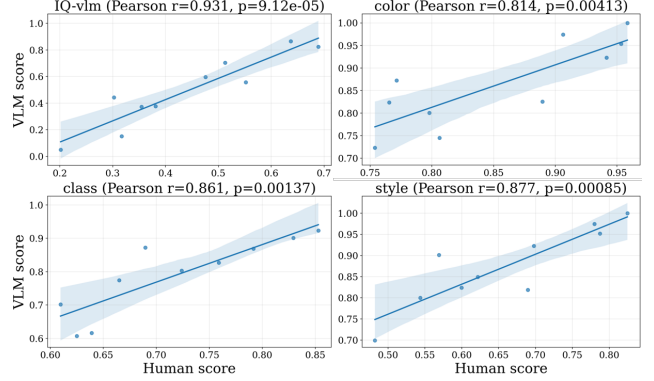 IQ-vlm (Pearson r=0.931, p=9.12e-05)
color (Pearson r=0.814, p=0.00413)
VLM score
1.0
0.8
0.6
0.4
0.2
0.0
0.2 0.3 0.4 0.5 0.6 0.7
1.00
0.95
0.90
0.85
0.80
0.75
0.70
0.75 0.80 0.85 0.90 0.95
class (Pearson r=0.861, p=0.00137)
style (Pearson r=0.877, p=0.00085)
VLM score
1.0
0.9
0.8
0.7
0.6
0.60 0.65 0.70 0.75 0.80 0.85
Human score
1.00
0.95
0.90
0.85
0.80
0.75
0.70
0.50 0.55 0.60 0.65 0.70 0.75 0.80
Human score